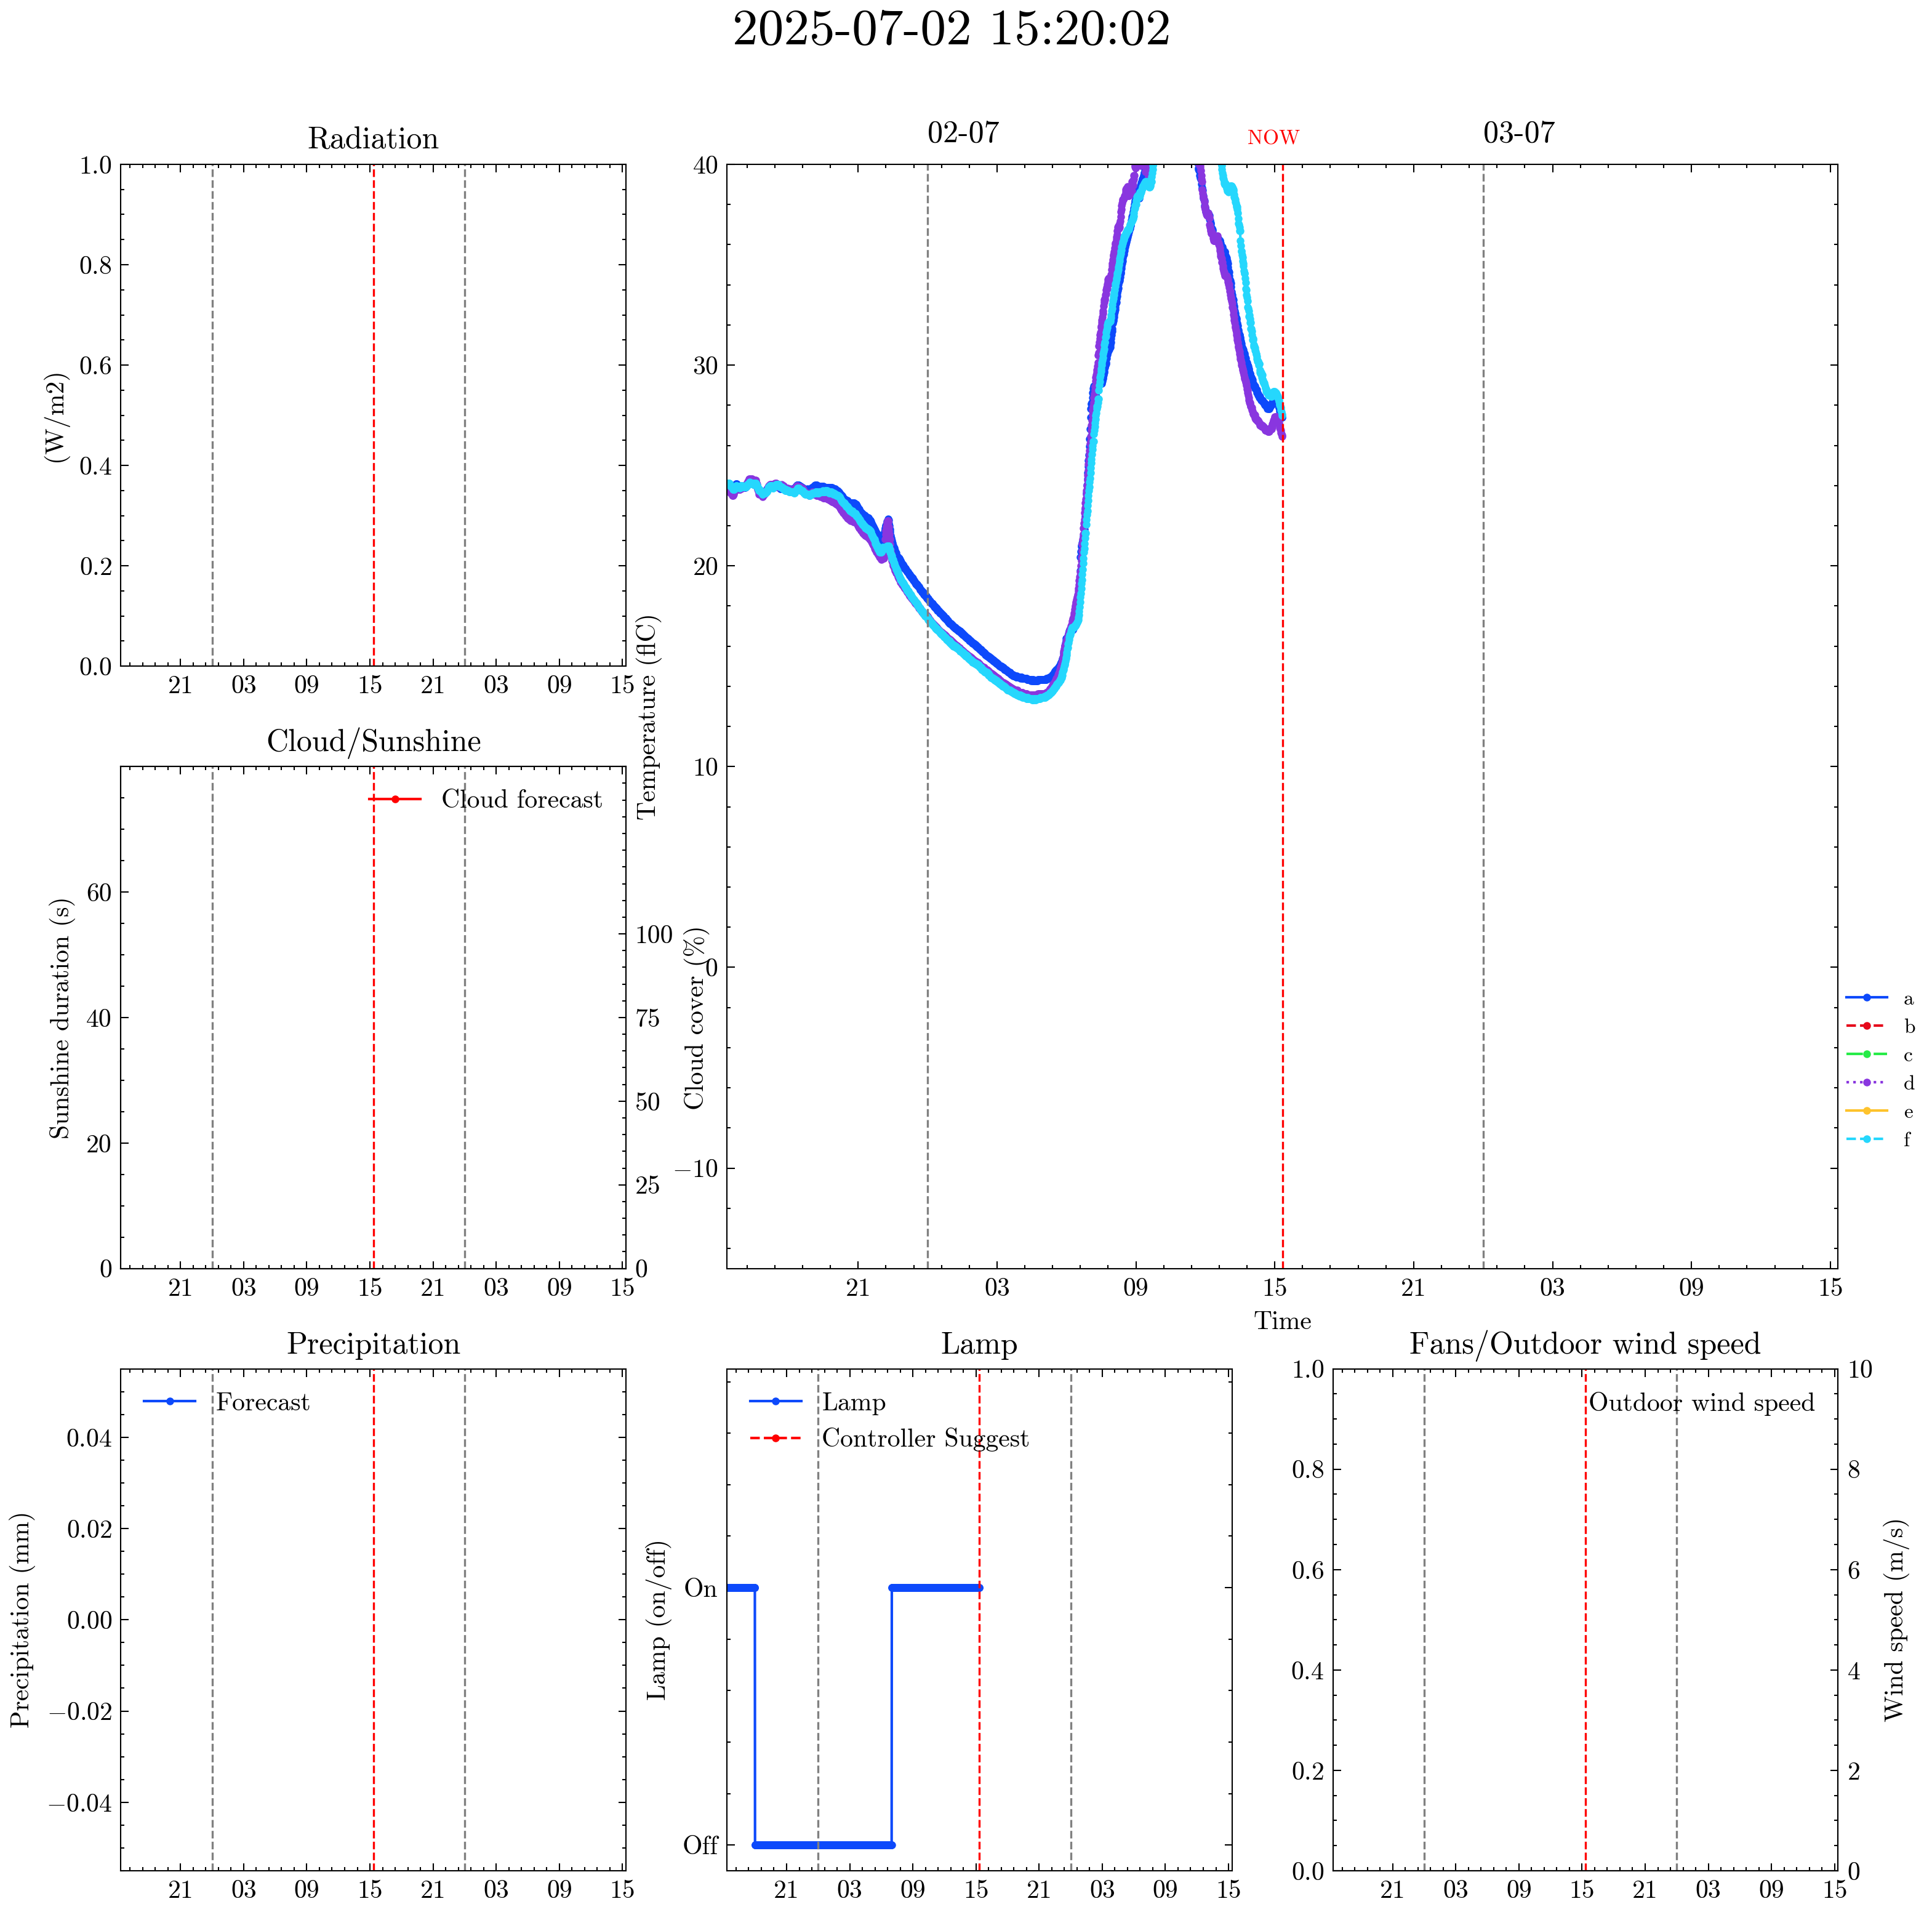 2025-07-02 15:20:02
Radiation
(W/m2)
1.0
0.8
0.6
0.4
0.2
0.0
21 03 09 15 21 03 09 15
02-07 NOW 03-07
Temperature (flC)
40
30
20
10
0
−10
21 03 09 15 21 03 09 15
Time
a
b
c
d
e
f
Cloud/Sunshine
Cloud forecast
Sunshine duration (s)
60
40
20
0
Cloud cover (%)
100
75
50
25
0
21 03 09 15 21 03 09 15
Precipitation
Forecast
Precipitation (mm)
0.04
0.02
0.00
−0.02
−0.04
21 03 09 15 21 03 09 15
Lamp
Lamp
Controller Suggest
Lamp (on/off)
On
Off
21 03 09 15 21 03 09 15
Fans/Outdoor wind speed
Outdoor wind speed
1.0
0.8
0.6
0.4
0.2
0.0
Wind speed (m/s)
10
8
6
4
2
0
21 03 09 15 21 03 09 15